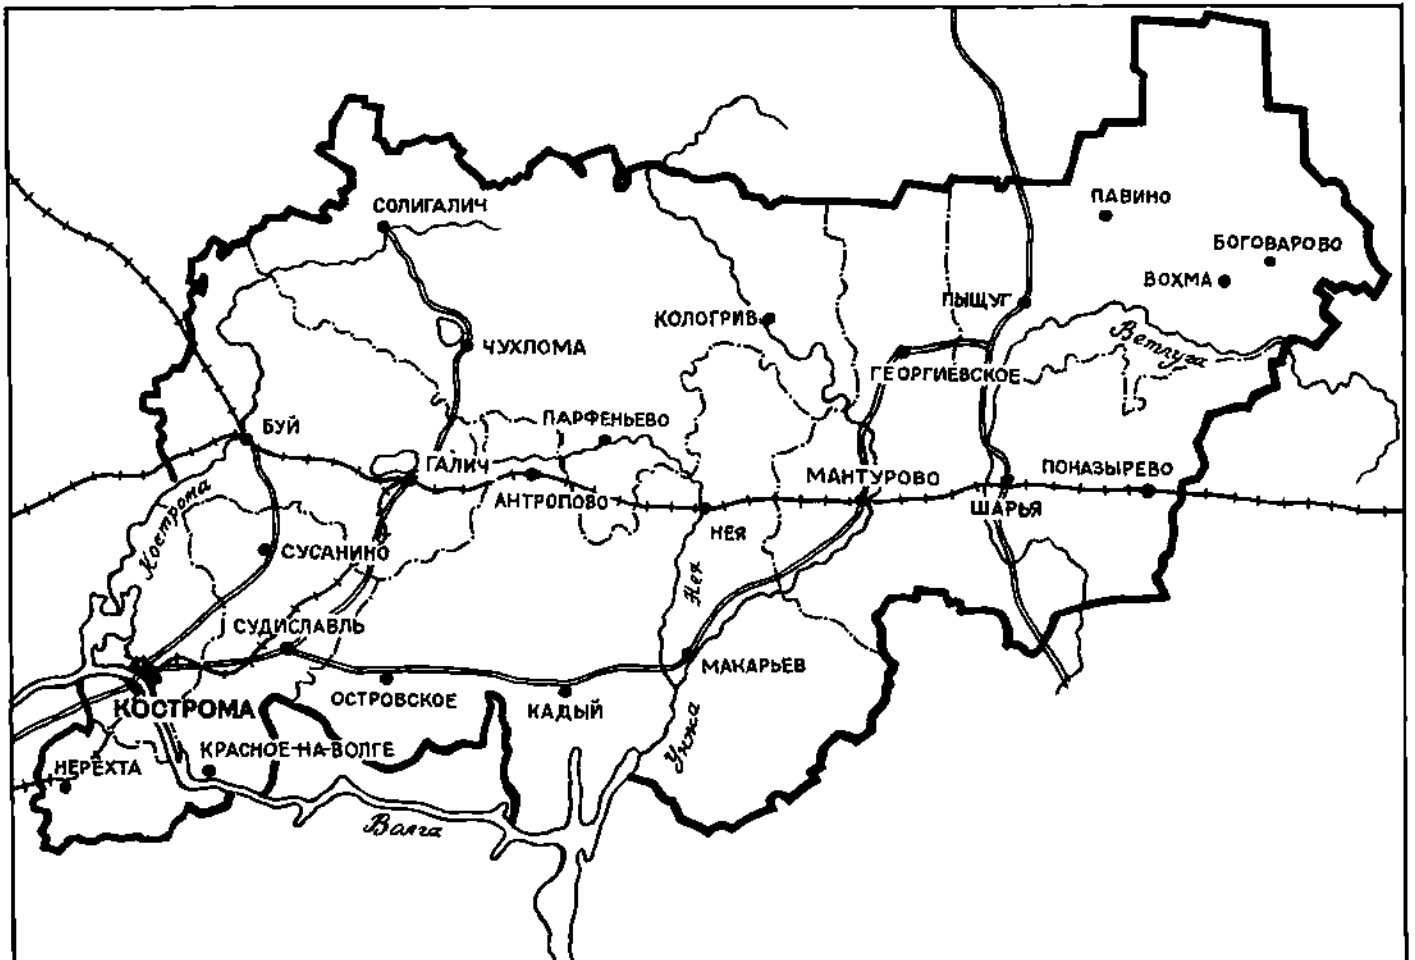 ПАВИНО
СОЛИГАЛИЧ
БОГОВАРОВО
ВОХМА
ПЫЩУГ
КОЛОГРИВ
Ветлуга
ЧУХЛОМА
ГЕОРГИЕВСКОЕ
ПАРФЕНЬЕВО
БУЙ
ГАЛИЧ
ПОНАЗЫРЕВО
МАНТУРОВО
АНТРОПОВО
Кострома
ШАРЬЯ
НЕЯ
СУСАНИНО
Нея
СУДИСЛАВЛЬ
МАКАРЬЕВ
ОСТРОВСКОЕ
КОСТРОМА
КАДЫЙ
Унжа
КРАСНОЕ-НА-ВОЛГЕ
НЕРЕХТА
Волга